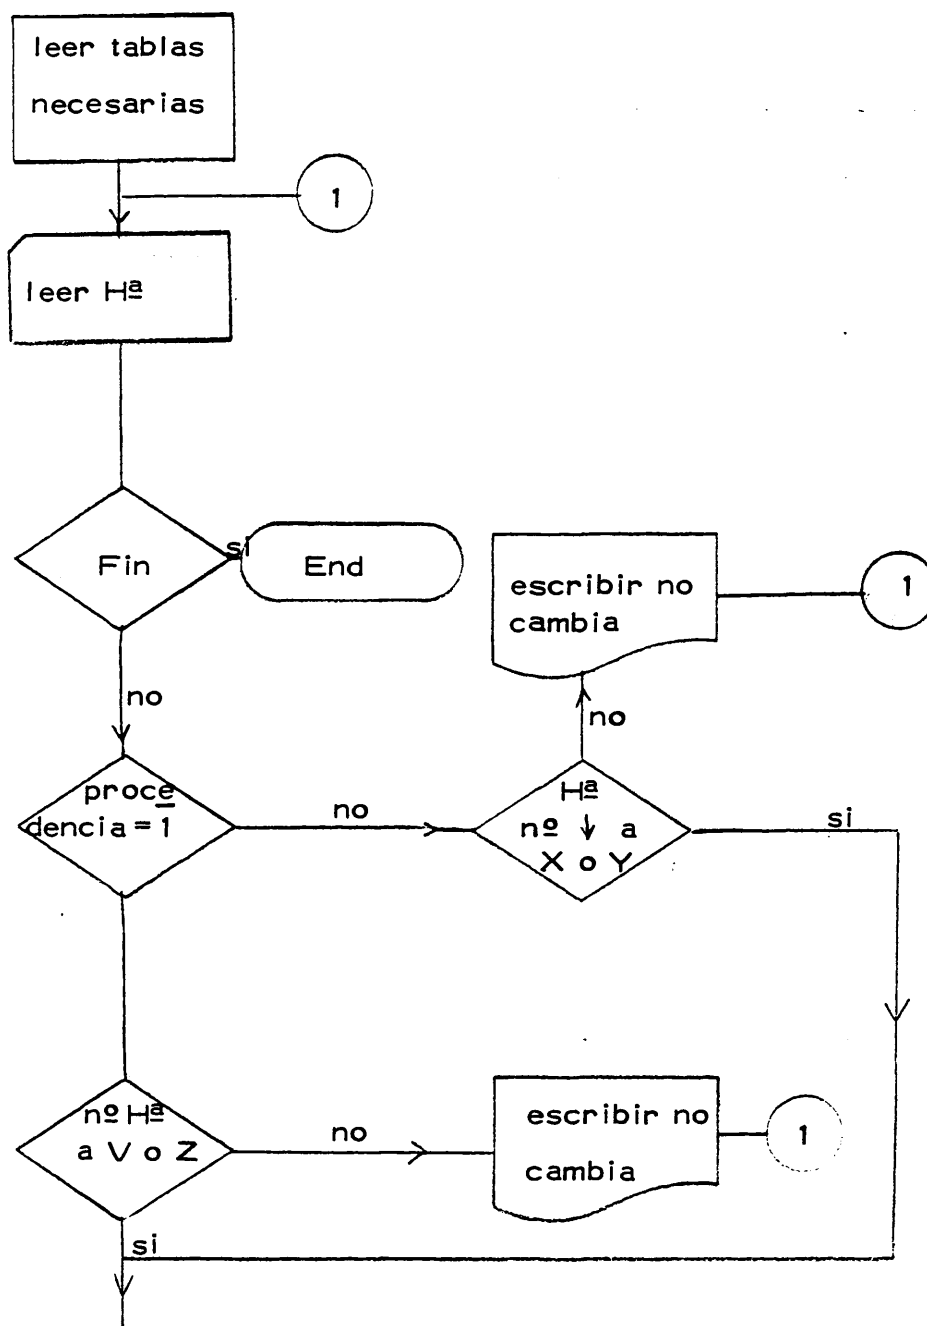 leer tablas
necesarias
1
leer Hª
Fin
si
End
escribir no
cambia
1
no
no
proce
dencia = 1
no
Hª
nº ↓ a
X o Y
si
nº Hª
a V o Z
no
escribir no
cambia
1
si